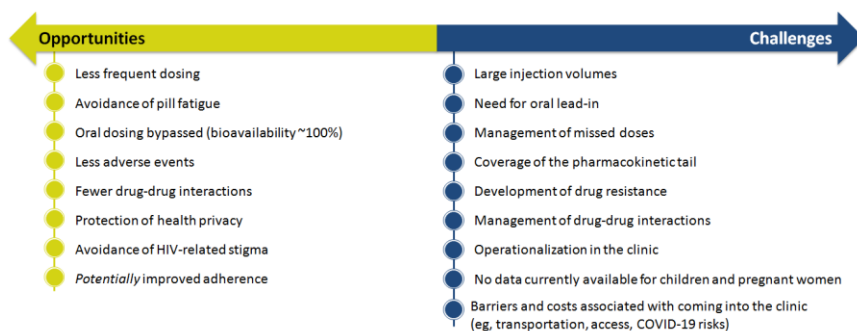 Opportunities
Challenges
Less frequent dosing
Avoidance of pill fatigue
Oral dosing bypassed (bioavailability ~100%)
Less adverse events
Fewer drug-drug interactions
Protection of health privacy
Avoidance of HIV-related stigma
Potentially improved adherence
Large injection volumes
Need for oral lead-in
Management of missed doses
Coverage of the pharmacokinetic tail
Development of drug resistance
Management of drug-drug interactions
Operationalization in the clinic
No data currently available for children and pregnant women
Barriers and costs associated with coming into the clinic
(eg, transportation, access, COVID-19 risks)